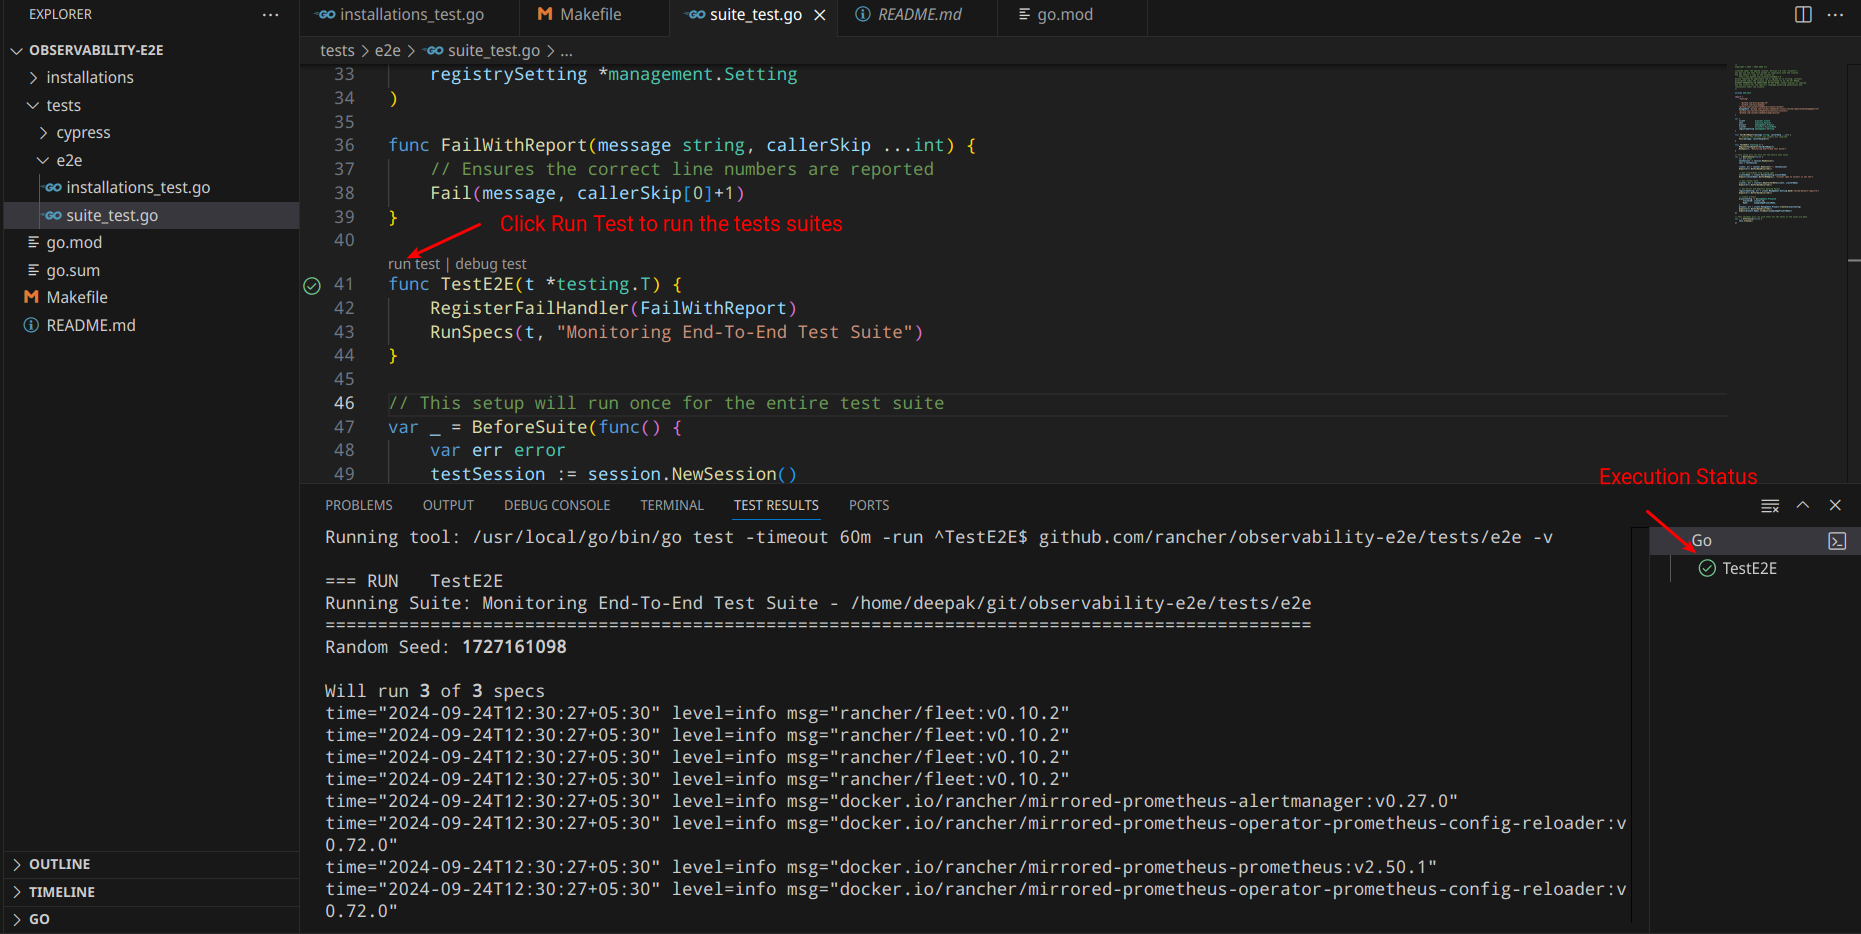 EXPLORER
OBSERVABILITY-E2E
installations
tests
cypress
e2e
installations_test.go
suite_test.go
go.mod
go.sum
Makefile
README.md
OUTLINE
TIMELINE
GO
installations_test.go
Makefile
suite_test.go
README.md
go.mod
tests > e2e > suite_test.go > ...
33 registrySetting *management.Setting
34 )
35
36 func FailWithReport(message string, callerSkip ...int) {
37 // Ensures the correct line numbers are reported
38 Fail(message, callerSkip[0]+1)
39 }
Click Run Test to run the tests suites
40
run test | debug test
41 func TestE2E(t *testing.T) {
42 RegisterFailHandler(FailWithReport)
43 RunSpecs(t, "Monitoring End-To-End Test Suite")
44 }
45
46 // This setup will run once for the entire test suite
47 var _ = BeforeSuite(func() {
48 var err error
49 testSession := session.NewSession()
Execution Status
PROBLEMS OUTPUT DEBUG CONSOLE TERMINAL TEST RESULTS PORTS
Running tool: /usr/local/go/bin/go test -timeout 60m -run ^TestE2E$ github.com/rancher/observability-e2e/tests/e2e -v
=== RUN TestE2E
Running Suite: Monitoring End-To-End Test Suite - /home/deepak/git/observability-e2e/tests/e2e
==============================================================================================
Random Seed: 1727161098
Will run 3 of 3 specs
time="2024-09-24T12:30:27+05:30" level=info msg="rancher/fleet:v0.10.2"
time="2024-09-24T12:30:27+05:30" level=info msg="rancher/fleet:v0.10.2"
time="2024-09-24T12:30:27+05:30" level=info msg="rancher/fleet:v0.10.2"
time="2024-09-24T12:30:27+05:30" level=info msg="rancher/fleet:v0.10.2"
time="2024-09-24T12:30:27+05:30" level=info msg="docker.io/rancher/mirrored-prometheus-alertmanager:v0.27.0"
time="2024-09-24T12:30:27+05:30" level=info msg="docker.io/rancher/mirrored-prometheus-operator-prometheus-config-reloader:v
0.72.0"
time="2024-09-24T12:30:27+05:30" level=info msg="docker.io/rancher/mirrored-prometheus-prometheus:v2.50.1"
time="2024-09-24T12:30:27+05:30" level=info msg="docker.io/rancher/mirrored-prometheus-operator-prometheus-config-reloader:v
0.72.0"
Go
TestE2E